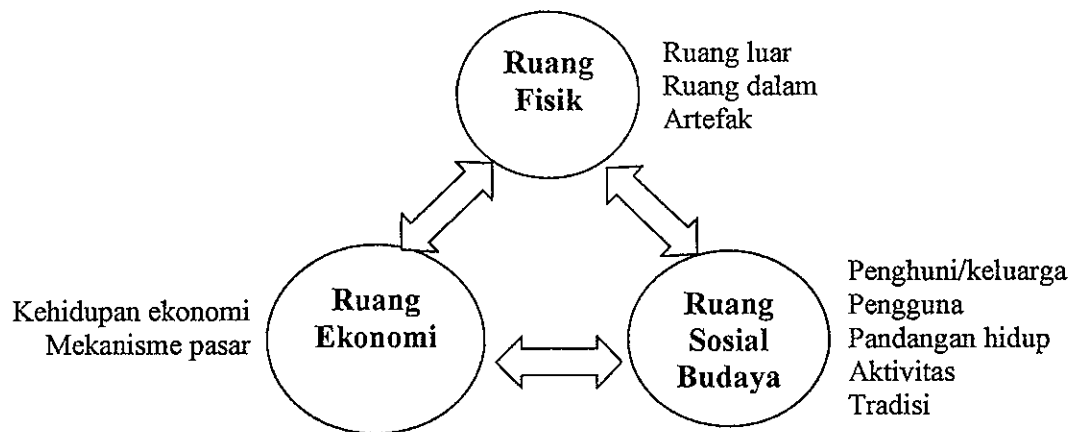 Ruang
Fisik
Ruang luar
Ruang dalam
Artefak
Kehidupan ekonomi
Mekanisme pasar
Ruang
Ekonomi
Ruang
Sosial
Budaya
Penghuni/keluarga
Pengguna
Pandangan hidup
Aktivitas
Tradisi